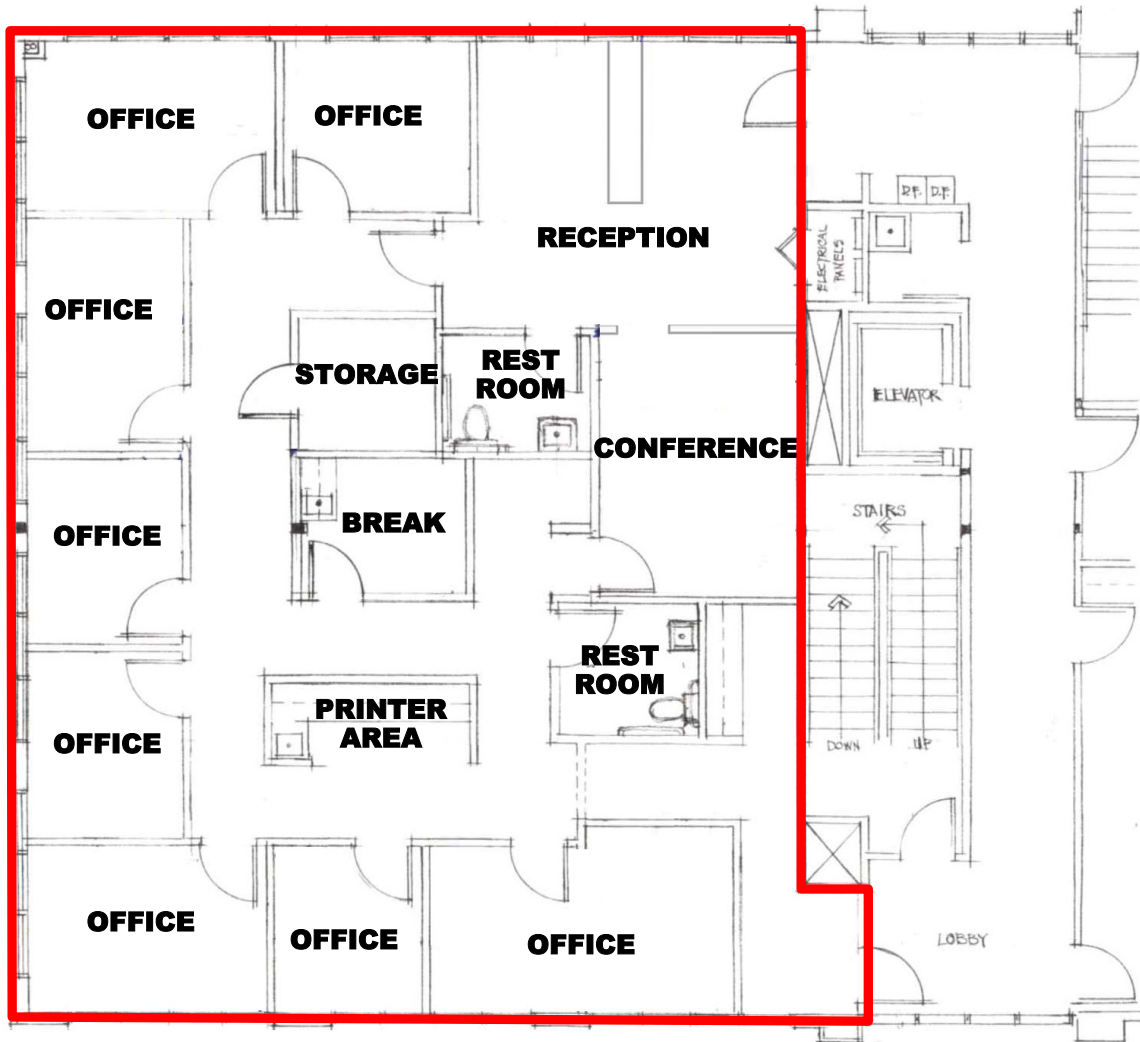 OFFICE
OFFICE
D.F. D.F.
RECEPTION
ELECTRICAL
PANELS
OFFICE
REST
ROOM
STORAGE
ELEVATOR
CONFERENCE
STAIRS
BREAK
OFFICE
REST
ROOM
PRINTER
AREA
OFFICE
DOWN
UP
OFFICE
OFFICE
OFFICE
LOBBY